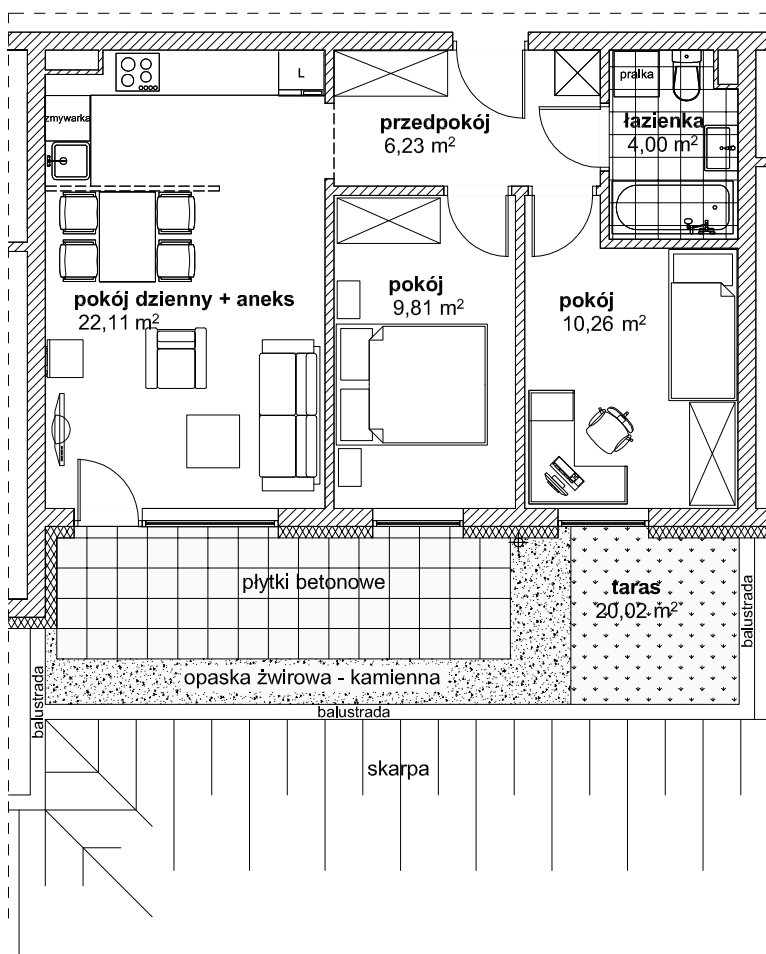 L
pralka
zmywarka
przedpokój
6,23 m²
łazienka
4,00 m²
pokój dzienny + aneks
22,11 m²
pokój
9,81 m²
pokój
10,26 m²
płytki betonowe
taras
20,02 m²
balustrada
opaska żwirowa - kamienna
balustrada
balustrada
skarpa